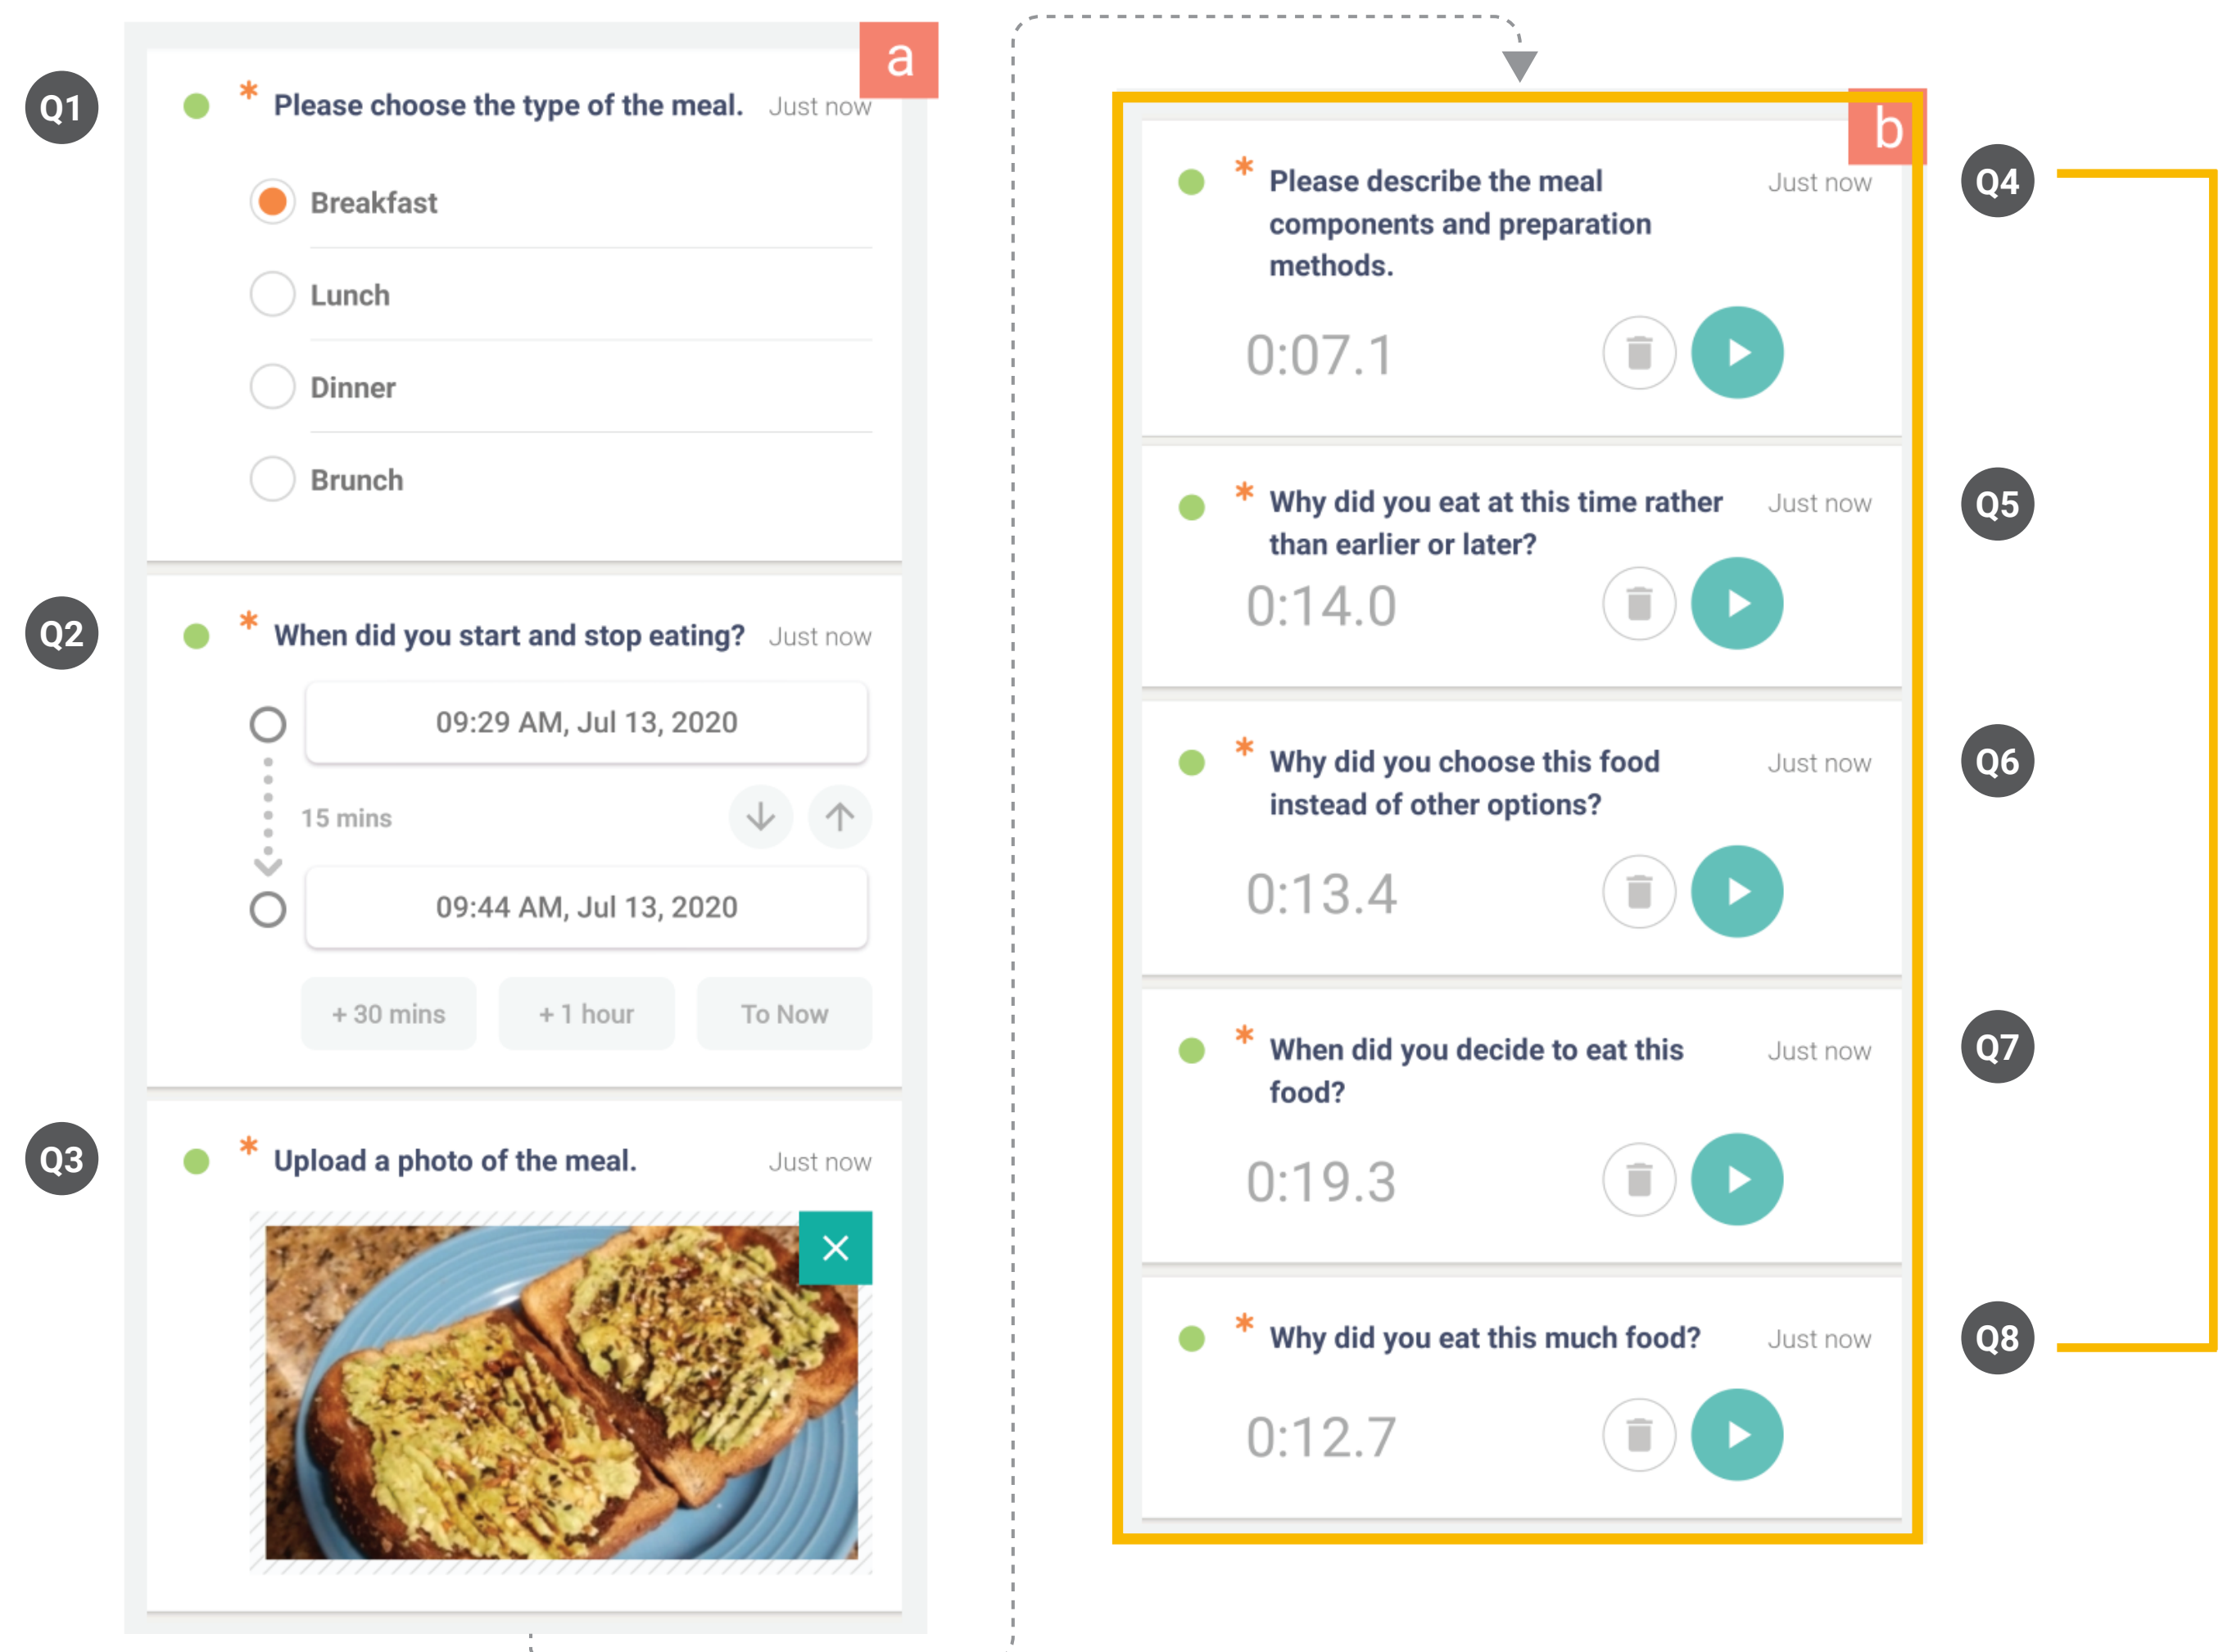 a
Q1
* Please choose the type of the meal. Just now
Breakfast
Lunch
Dinner
Brunch
Q2
* When did you start and stop eating? Just now
09:29 AM, Jul 13, 2020
15 mins
09:44 AM, Jul 13, 2020
+ 30 mins + 1 hour To Now
Q3
* Upload a photo of the meal. Just now
b
Q4
* Please describe the meal Just now
components and preparation
methods.
0:07.1
Q5
* Why did you eat at this time rather Just now
than earlier or later?
0:14.0
Q6
* Why did you choose this food Just now
instead of other options?
0:13.4
Q7
* When did you decide to eat this Just now
food?
0:19.3
Q8
* Why did you eat this much food? Just now
0:12.7